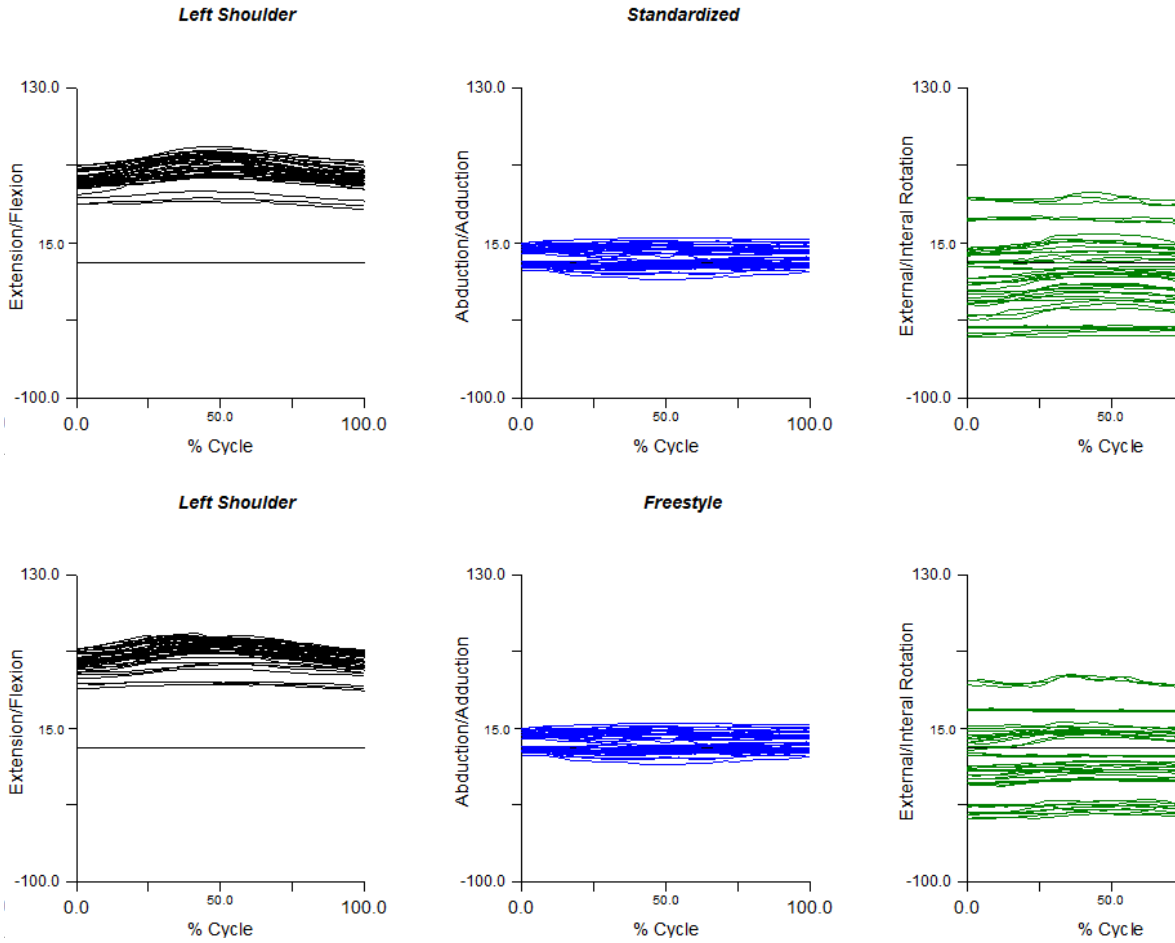 Left Shoulder
Standardized
130.0
15.0
-100.0
Extension/Flexion
0.0
50.0
100.0
% Cycle
130.0
15.0
-100.0
Abduction/Adduction
0.0
50.0
100.0
% Cycle
130.0
15.0
-100.0
External/Interal Rotation
0.0
50.0
% Cycle
Left Shoulder
Freestyle
130.0
15.0
-100.0
Extension/Flexion
0.0
50.0
100.0
% Cycle
130.0
15.0
-100.0
Abduction/Adduction
0.0
50.0
100.0
% Cycle
130.0
15.0
-100.0
External/Interal Rotation
0.0
50.0
% Cycle